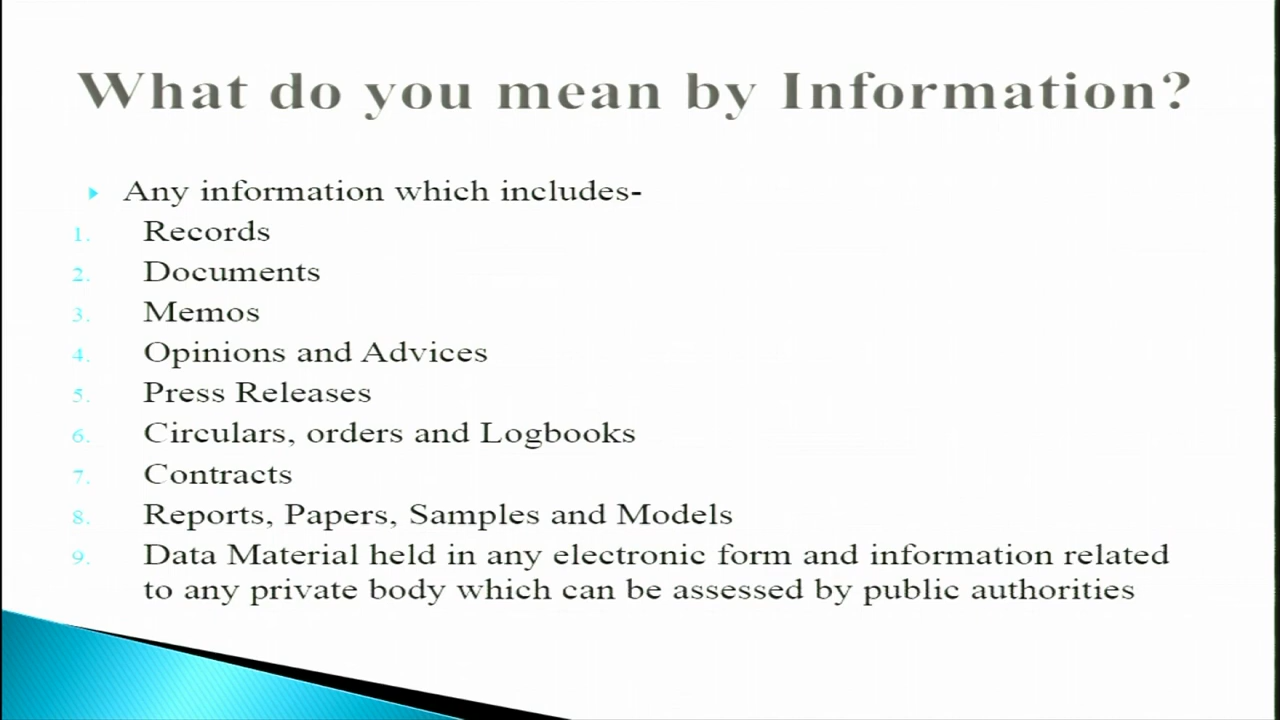 What do you mean by Information?
Any information which includes-
1. Records
2. Documents
3. Memos
4. Opinions and Advices
5. Press Releases
6. Circulars, orders and Logbooks
7. Contracts
8. Reports, Papers, Samples and Models
9. Data Material held in any electronic form and information related
to any private body which can be assessed by public authorities